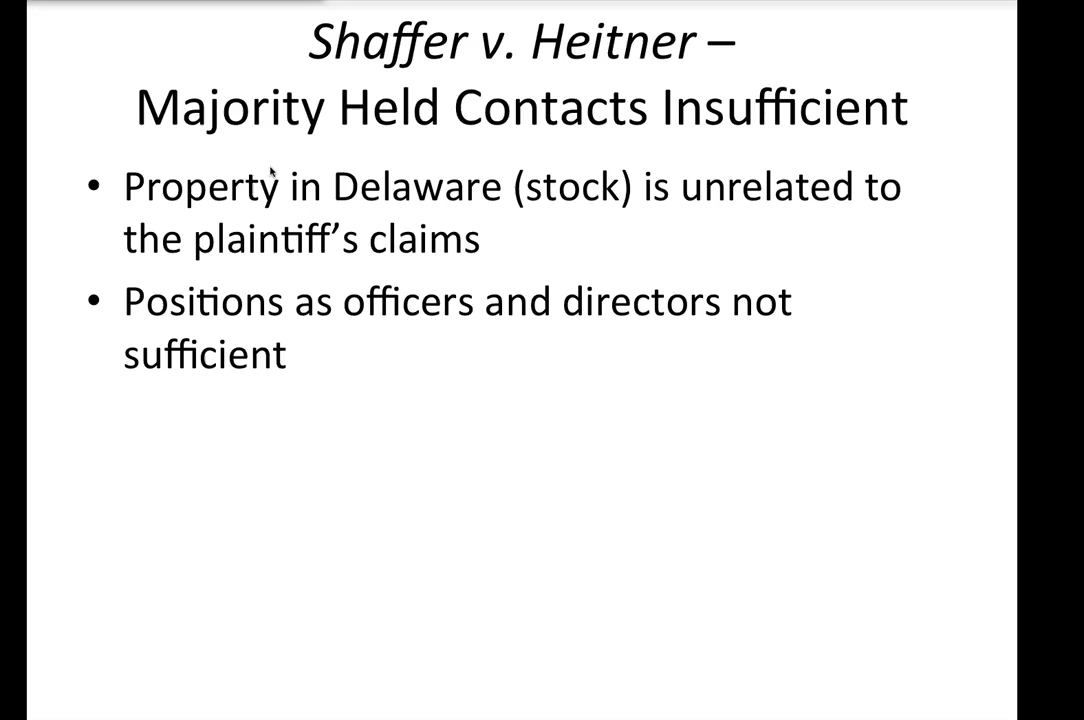 Shaffer v. Heitner –
Majority Held Contacts Insufficient
• Property in Delaware (stock) is unrelated to
the plaintiff’s claims
• Positions as officers and directors not
sufficient